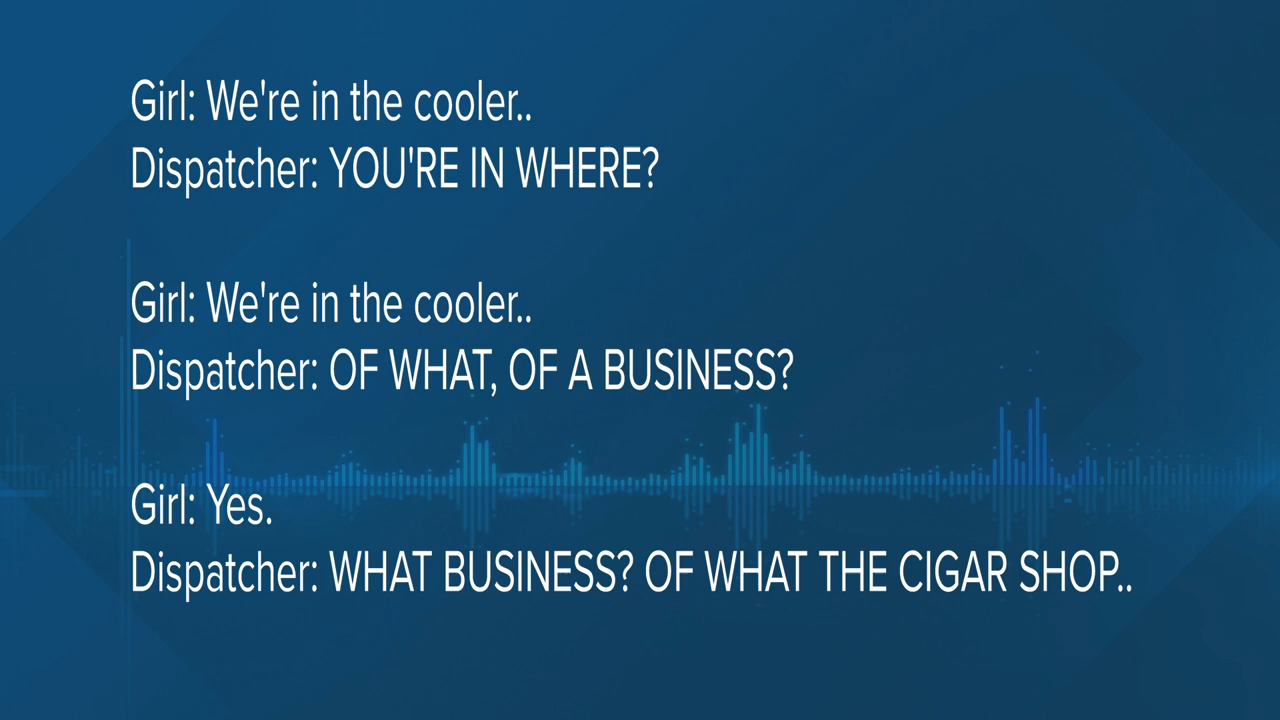 Girl: We're in the cooler..
Dispatcher: YOU'RE IN WHERE?
Girl: We're in the cooler..
Dispatcher: OF WHAT, OF A BUSINESS?
Girl: Yes.
Dispatcher: WHAT BUSINESS? OF WHAT THE CIGAR SHOP..